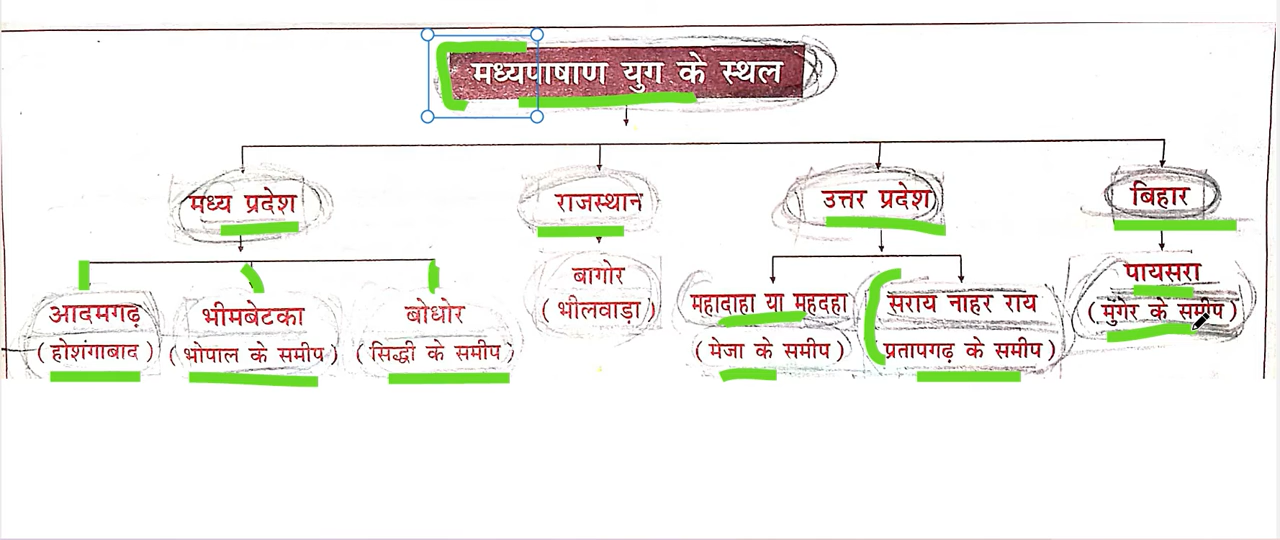 मध्यपाषाण युग के स्थल
मध्य प्रदेश
राजस्थान
उत्तर प्रदेश
बिहार
आदमगढ़
(होशंगाबाद)
भीमबेटका
(भोपाल के समीप)
बोधोर
(सिद्धी के समीप)
बागोर
(भीलवाड़ा)
महादाहा या महदहा
(मेजा के समीप)
सराय नाहर राय
प्रतापगढ़ के समीप)
पायसरा
(मुंगेर के समीप)